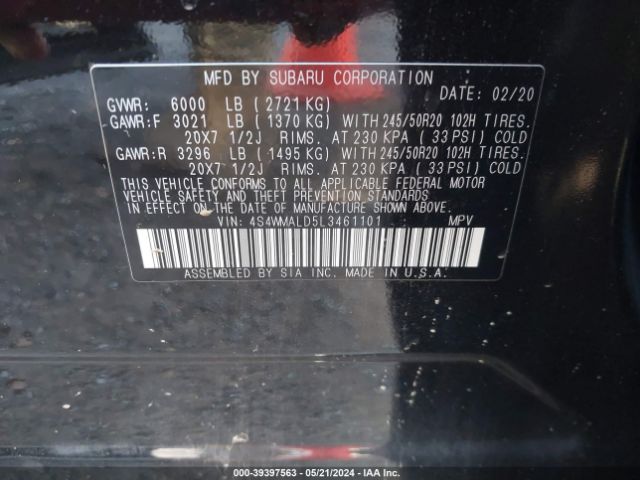 MFD BY SUBARU CORPORATION
DATE: 02/20
GVWR: 6000 LB (2721 KG)
GAWR:F 3021 LB (1370 KG) WITH 245/50R20 102H TIRES.
20X7 1/2J RIMS. AT 230 KPA (33 PSI) COLD
GAWR:R 3296 LB (1495 KG) WITH 245/50R20 102H TIRES.
20X7 1/2J RIMS. AT 230 KPA (33 PSI) COLD
THIS VEHICLE CONFORMS TO ALL APPLICABLE FEDERAL MOTOR
VEHICLE SAFETY AND THEFT PREVENTION STANDARDS
IN EFFECT ON THE DATE OF MANUFACTURE SHOWN ABOVE.
VIN: 4S4WMALD5L3461101 MPV
ASSEMBLED BY SIA INC. MADE IN U.S.A.
000-39397563 - 05/21/2024 - IAA Inc.